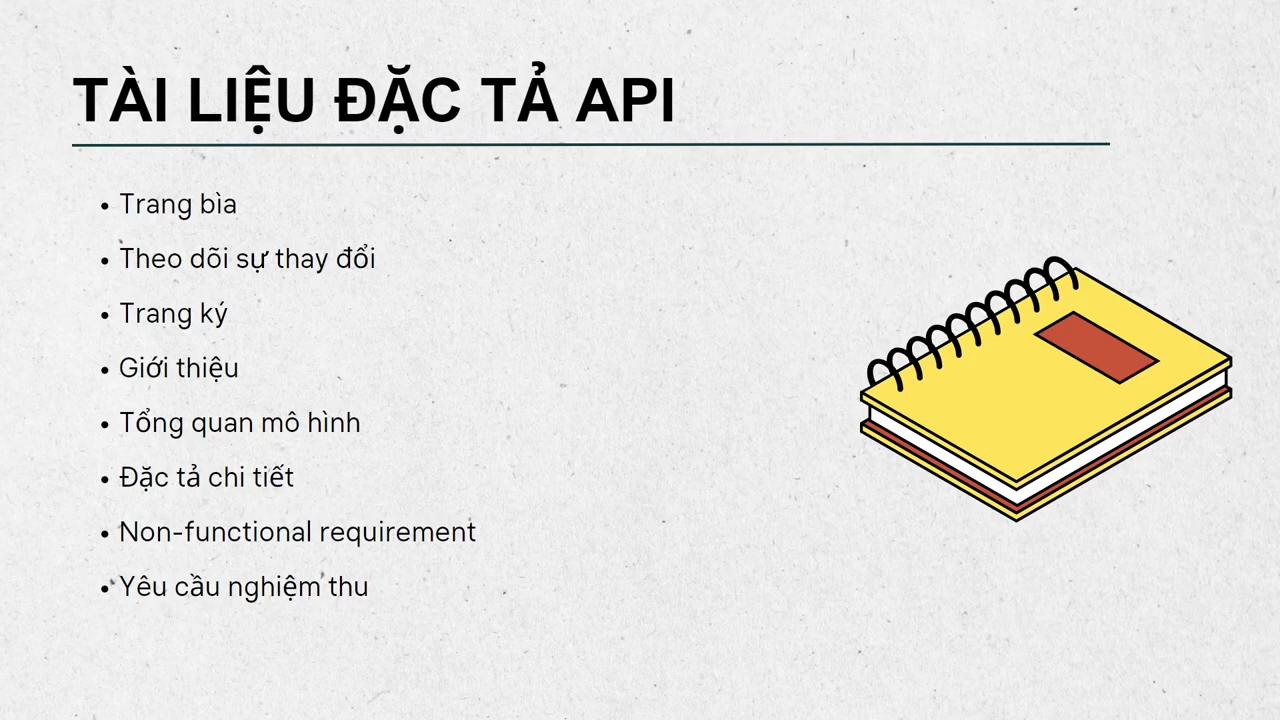 TÀI LIỆU ĐẶC TẢ API
• Trang bìa
• Theo dõi sự thay đổi
• Trang ký
• Giới thiệu
• Tổng quan mô hình
• Đặc tả chi tiết
• Non-functional requirement
• Yêu cầu nghiệm thu